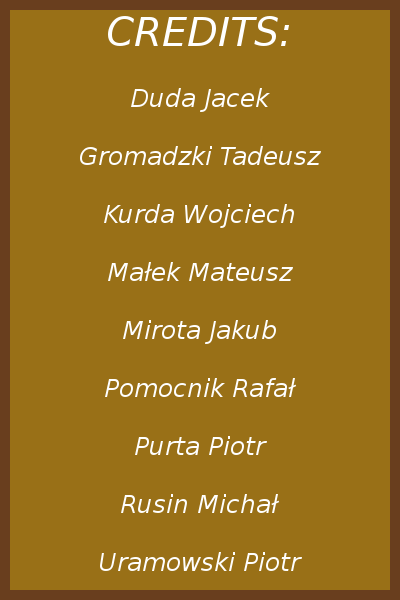 CREDITS:
Duda Jacek
Gromadzki Tadeusz
Kurda Wojciech
Małek Mateusz
Mirota Jakub
Pomocnik Rafał
Purta Piotr
Rusin Michał
Uramowski Piotr